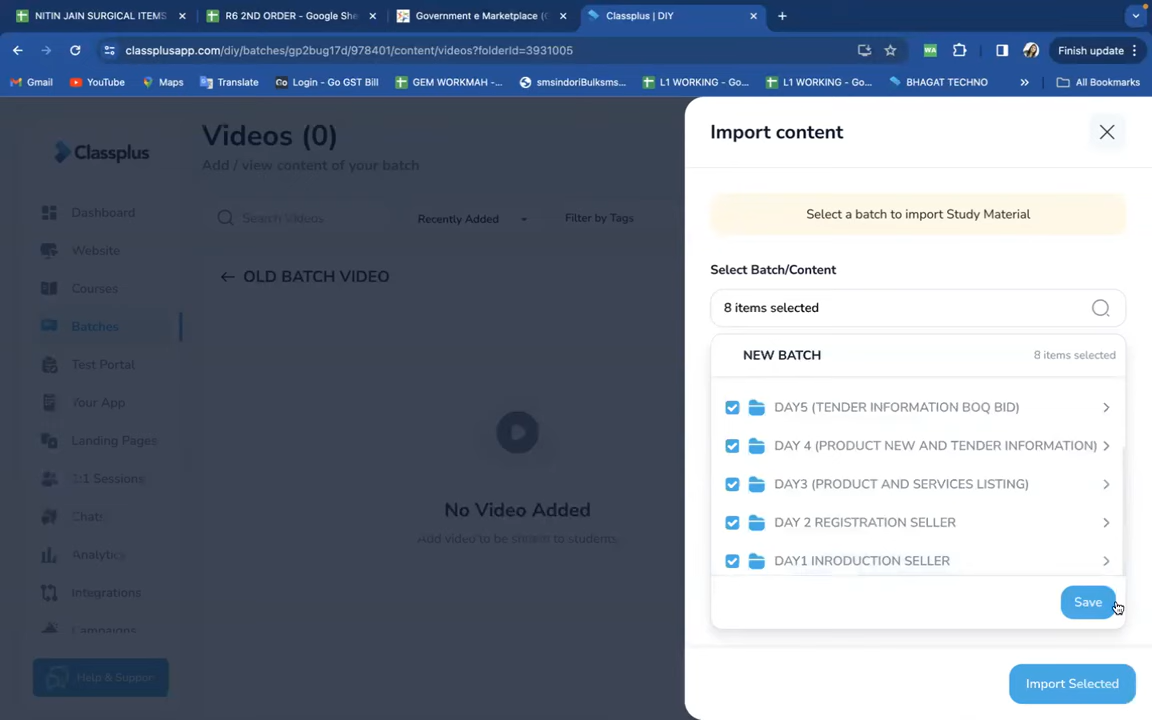 NITIN JAIN SURGICAL ITEMS
R6 2ND ORDER - Google She
Government e Marketplace (
Classplus | DIY
classplusapp.com/diy/batches/gp2bug17d/978401/content/videos?folderId=3931005
Finish update
Gmail
YouTube
Maps
Translate
Login - Go GST Bill
GEM WORKMAH -...
smsindoriBulksms...
L1 WORKING - Go...
L1 WORKING - Go...
BHAGAT TECHNO
All Bookmarks
Classplus
Dashboard
Website
Courses
Batches
Test Portal
Your App
Landing Pages
1:1 Sessions
Chats
Analytics
Integrations
Campaigns
Help & Support
Videos (0)
Add / view content of your batch
Search Videos
Recently Added
Filter by Tags
OLD BATCH VIDEO
No Video Added
Add video to be shown to students.
Import content
Select a batch to import Study Material
Select Batch/Content
8 items selected
NEW BATCH
8 items selected
DAY5 (TENDER INFORMATION BOQ BID)
DAY 4 (PRODUCT NEW AND TENDER INFORMATION)
DAY3 (PRODUCT AND SERVICES LISTING)
DAY 2 REGISTRATION SELLER
DAY1 INRODUCTION SELLER
Save
Import Selected